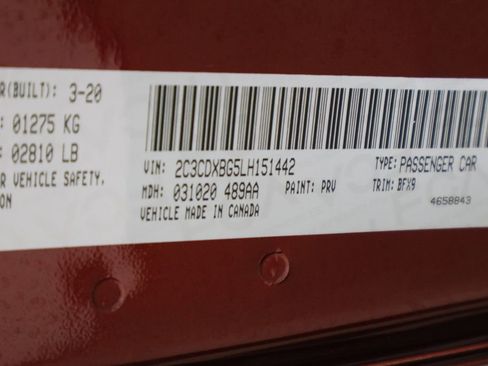 R(BUILT): 3-20
01275 KG
02810 LB
R VEHICLE SAFETY,
ION
VIN: 2C3CDXBG5LH151442
TYPE: PASSENGER CAR
MDH: 031020 489AA PAINT: PRV TRIM: BFX9
VEHICLE MADE IN CANADA
4658843